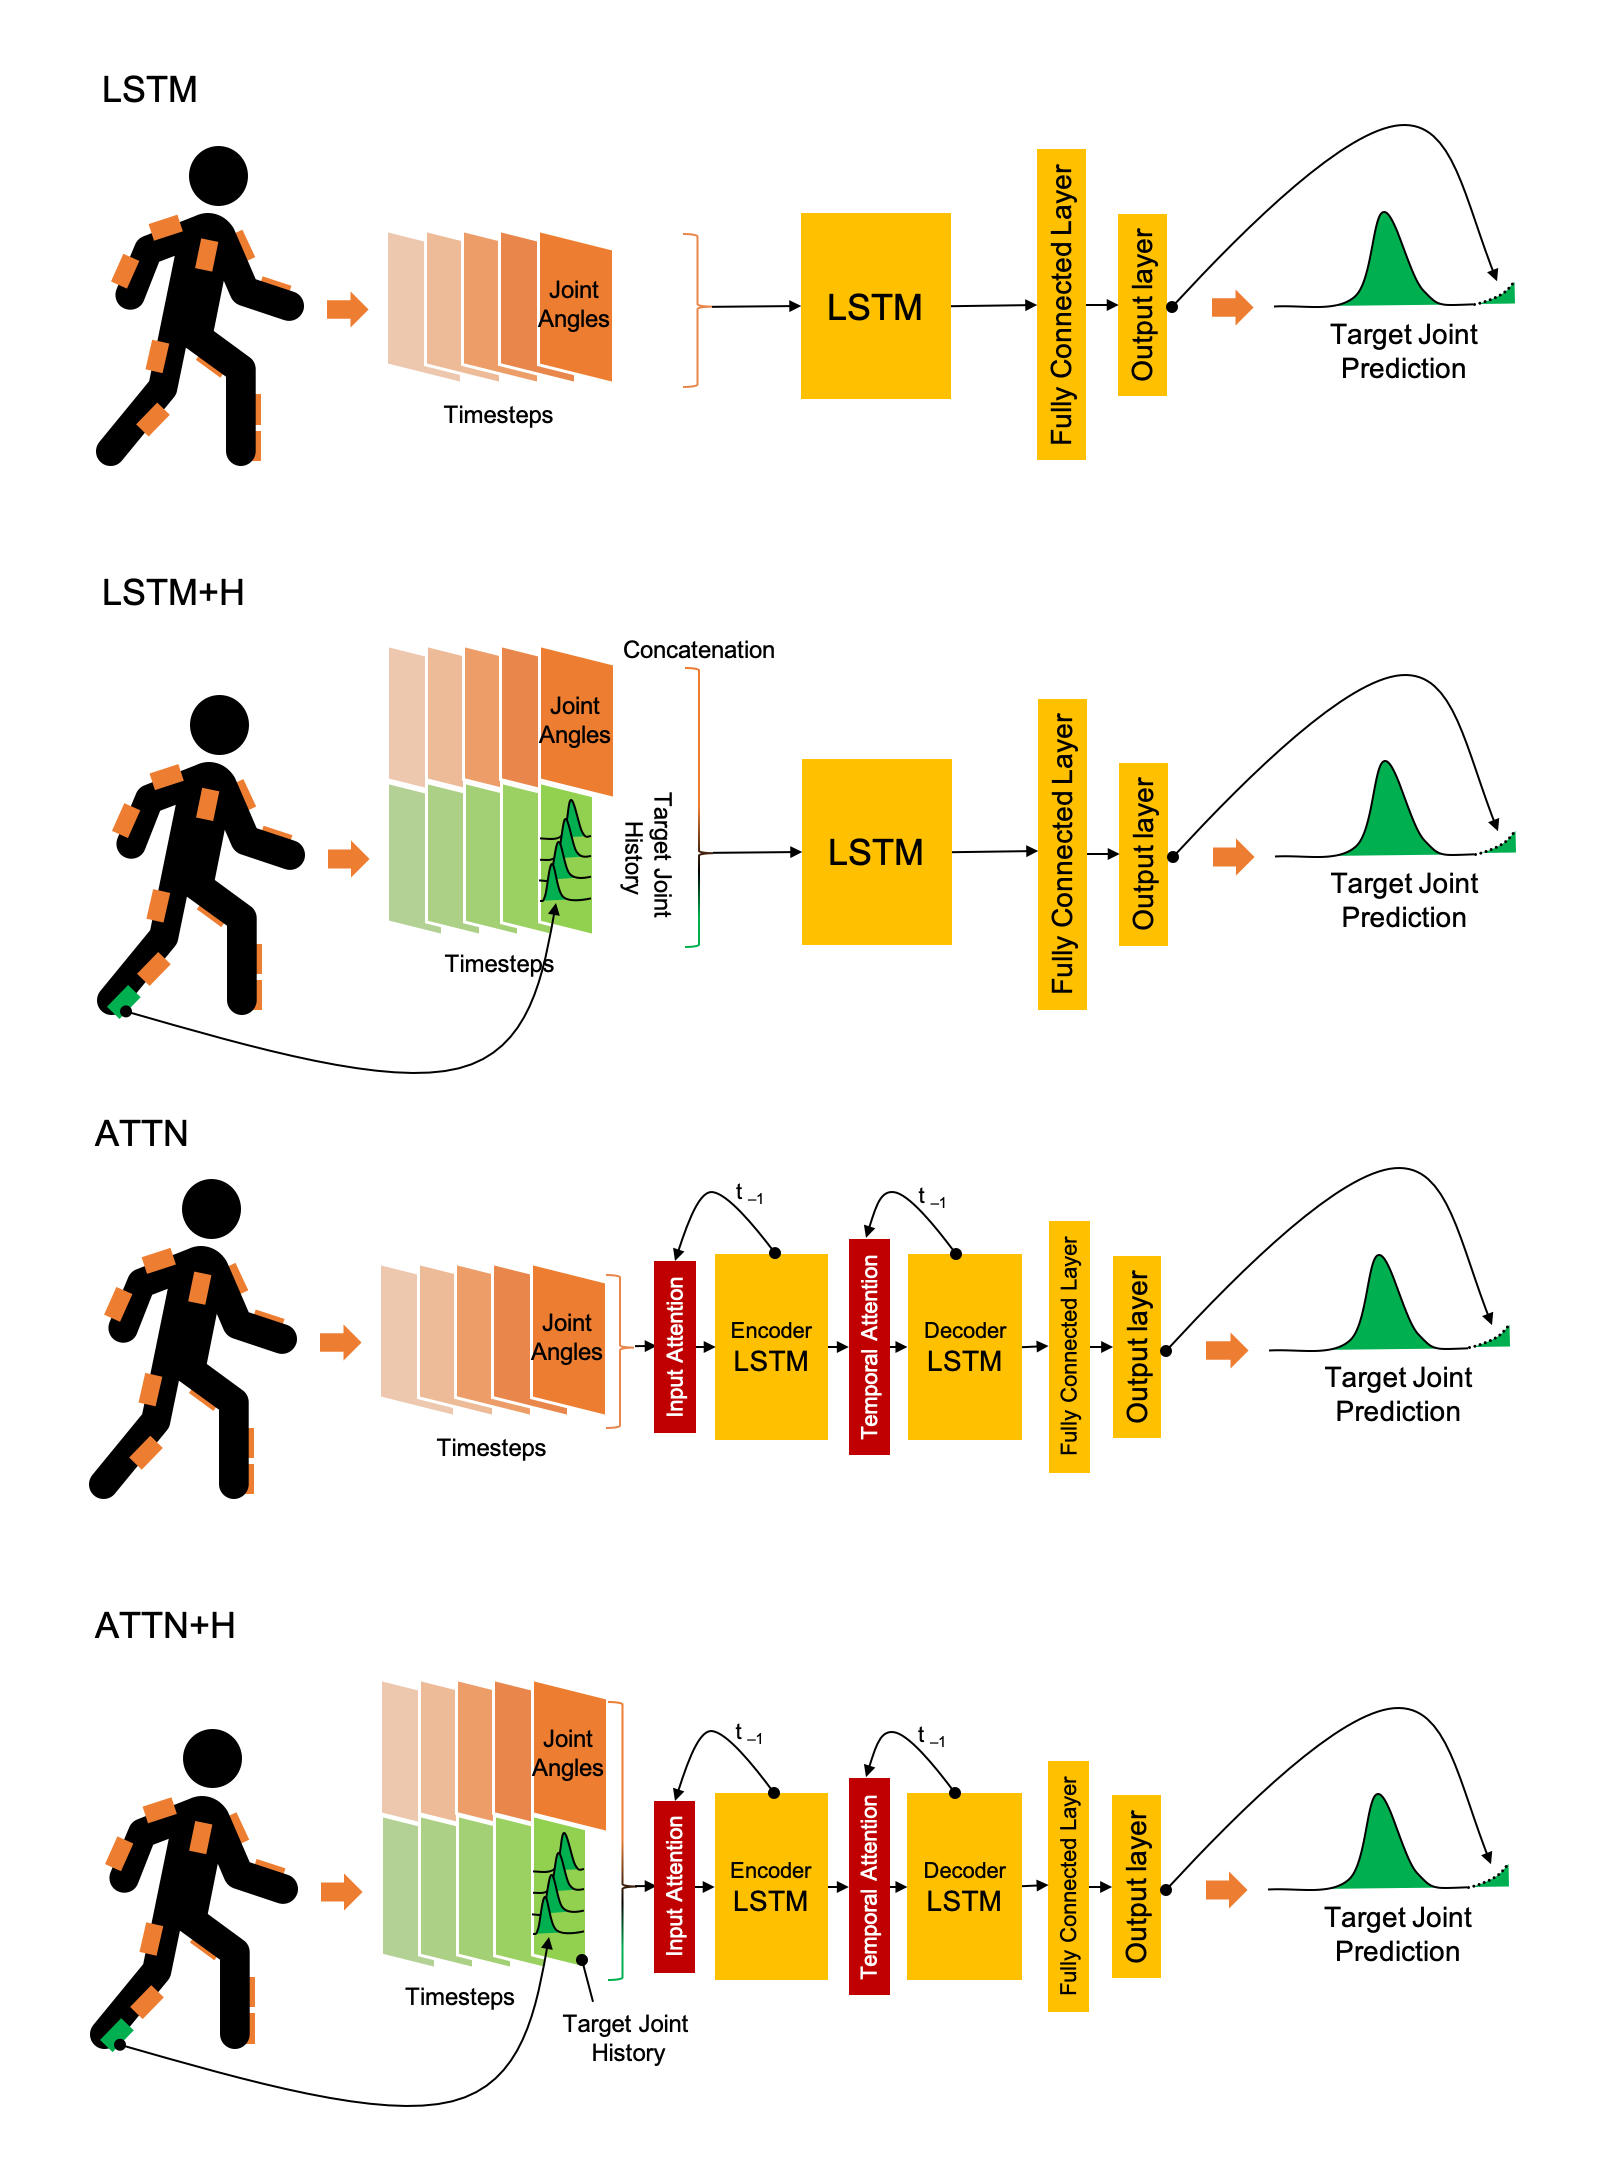 LSTM
Joint
Angles
Timesteps
LSTM
Fully Connected Layer
Output layer
Target Joint
Prediction
LSTM+H
Concatenation
Joint
Angles
Target Joint
History
Timesteps
LSTM
Fully Connected Layer
Output layer
Target Joint
Prediction
ATTN
Joint
Angles
Timesteps
Input Attention
t –1
Encoder
LSTM
Temporal Attention
t –1
Decoder
LSTM
Fully Connected Layer
Output layer
Target Joint
Prediction
ATTN+H
Joint
Angles
Timesteps
Target Joint
History
Input Attention
t –1
Encoder
LSTM
Temporal Attention
t –1
Decoder
LSTM
Fully Connected Layer
Output layer
Target Joint
Prediction